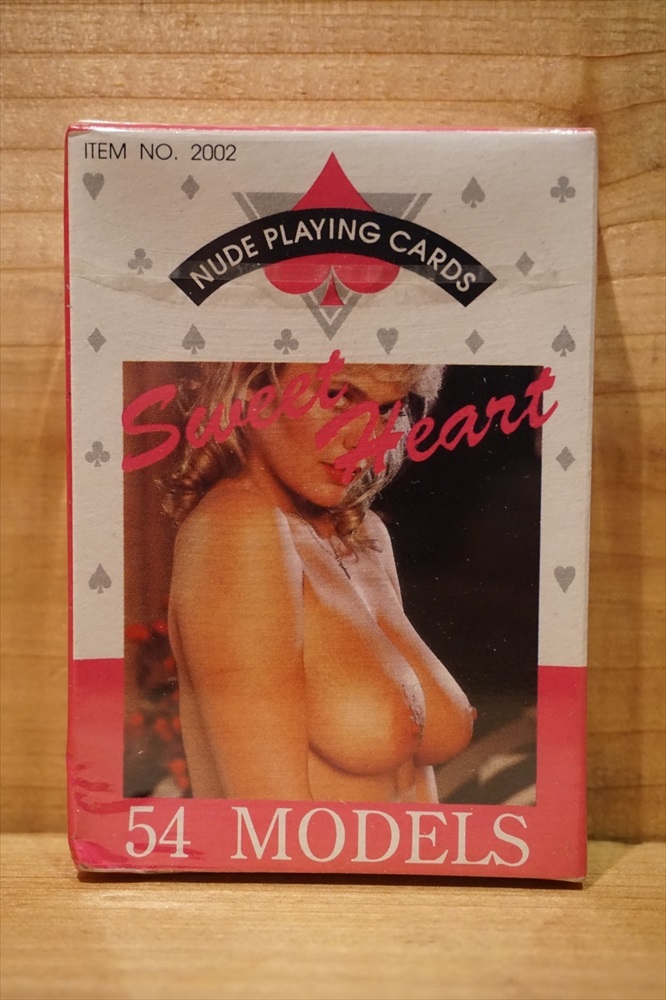 ITEM NO. 2002
NUDE PLAYING CARDS
Sweet
Heart
54 MODELS